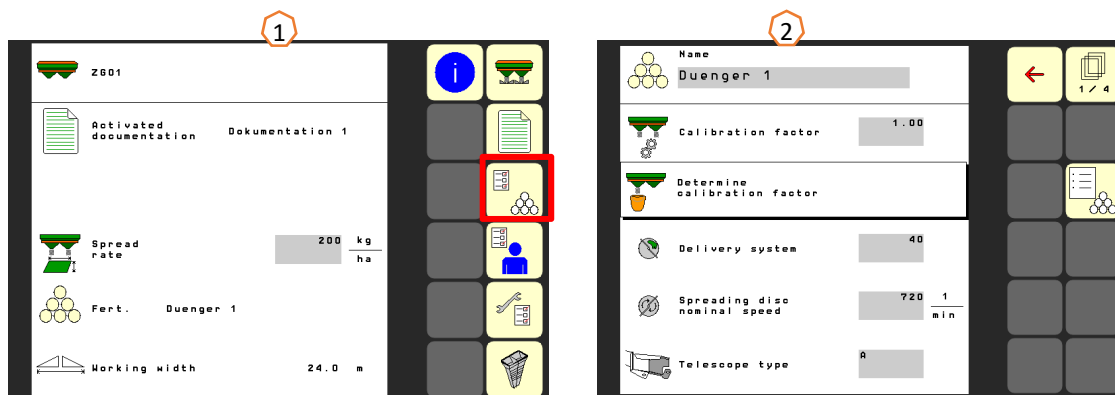 1
2
i
ZG01
Activated
documentation Dokumentation 1
Spread
rate
200 kg
ha
Fert. Duenger 1
Working width 24.0 m
Name
Duenger 1
1 / 4
Calibration factor 1.00
Determine
calibration factor
Delivery system 40
Spreading disc
nominal speed
720 1
min
Telescope type A